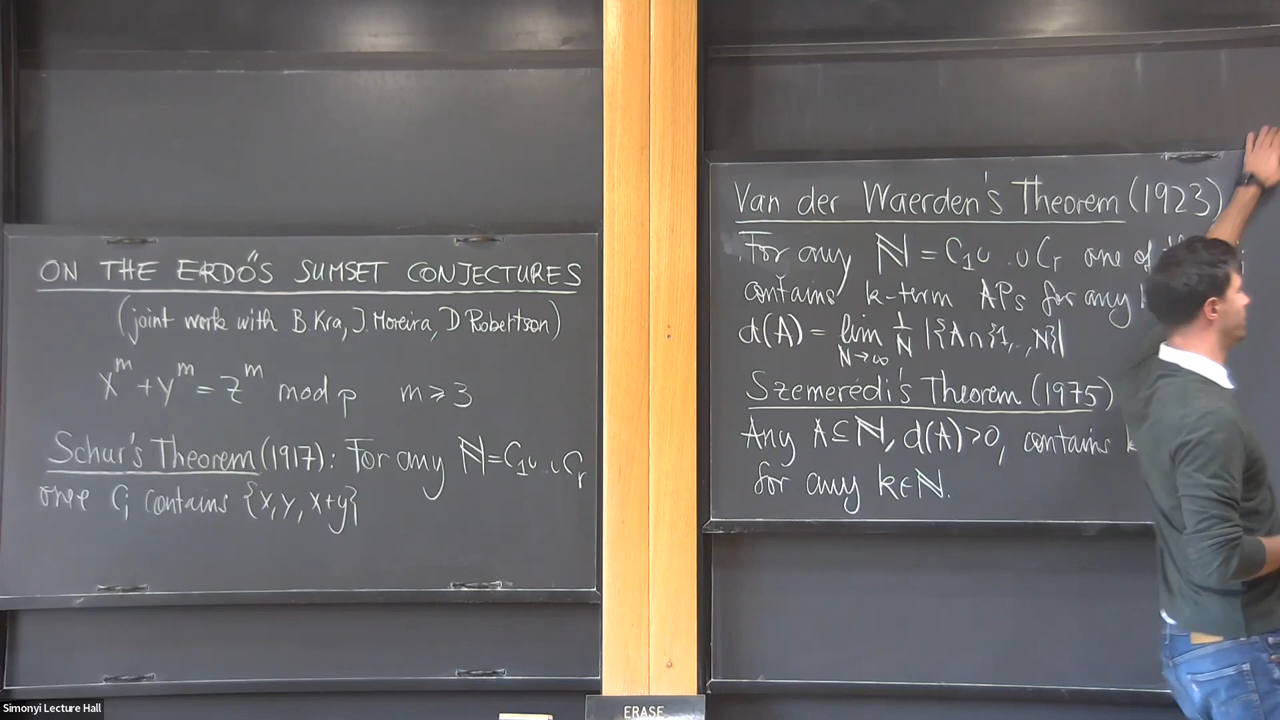 ON THE ERDŐS SUMSET CONJECTURES
(joint work with B. Kra, J. Moreira, D Robertson)
x^m + y^m = z^m mod p m ⩾ 3
Schur's Theorem (1917): For any ℕ = C₁∪ ..∪ Cᵣ
one Cᵢ contains {x, y, x+y}
Van der Waerden's Theorem (1923)
For any ℕ = C₁∪ ..∪ Cᵣ one of
contains k-term APs for any
d(A) = lim_{N→∞} 1/N |{A∩{1,..,N}|
Szemerédi's Theorem (1975)
Any A⊆ℕ, d(A)>0, contains
for any k∈ℕ.
Simonyi Lecture Hall
ERASE